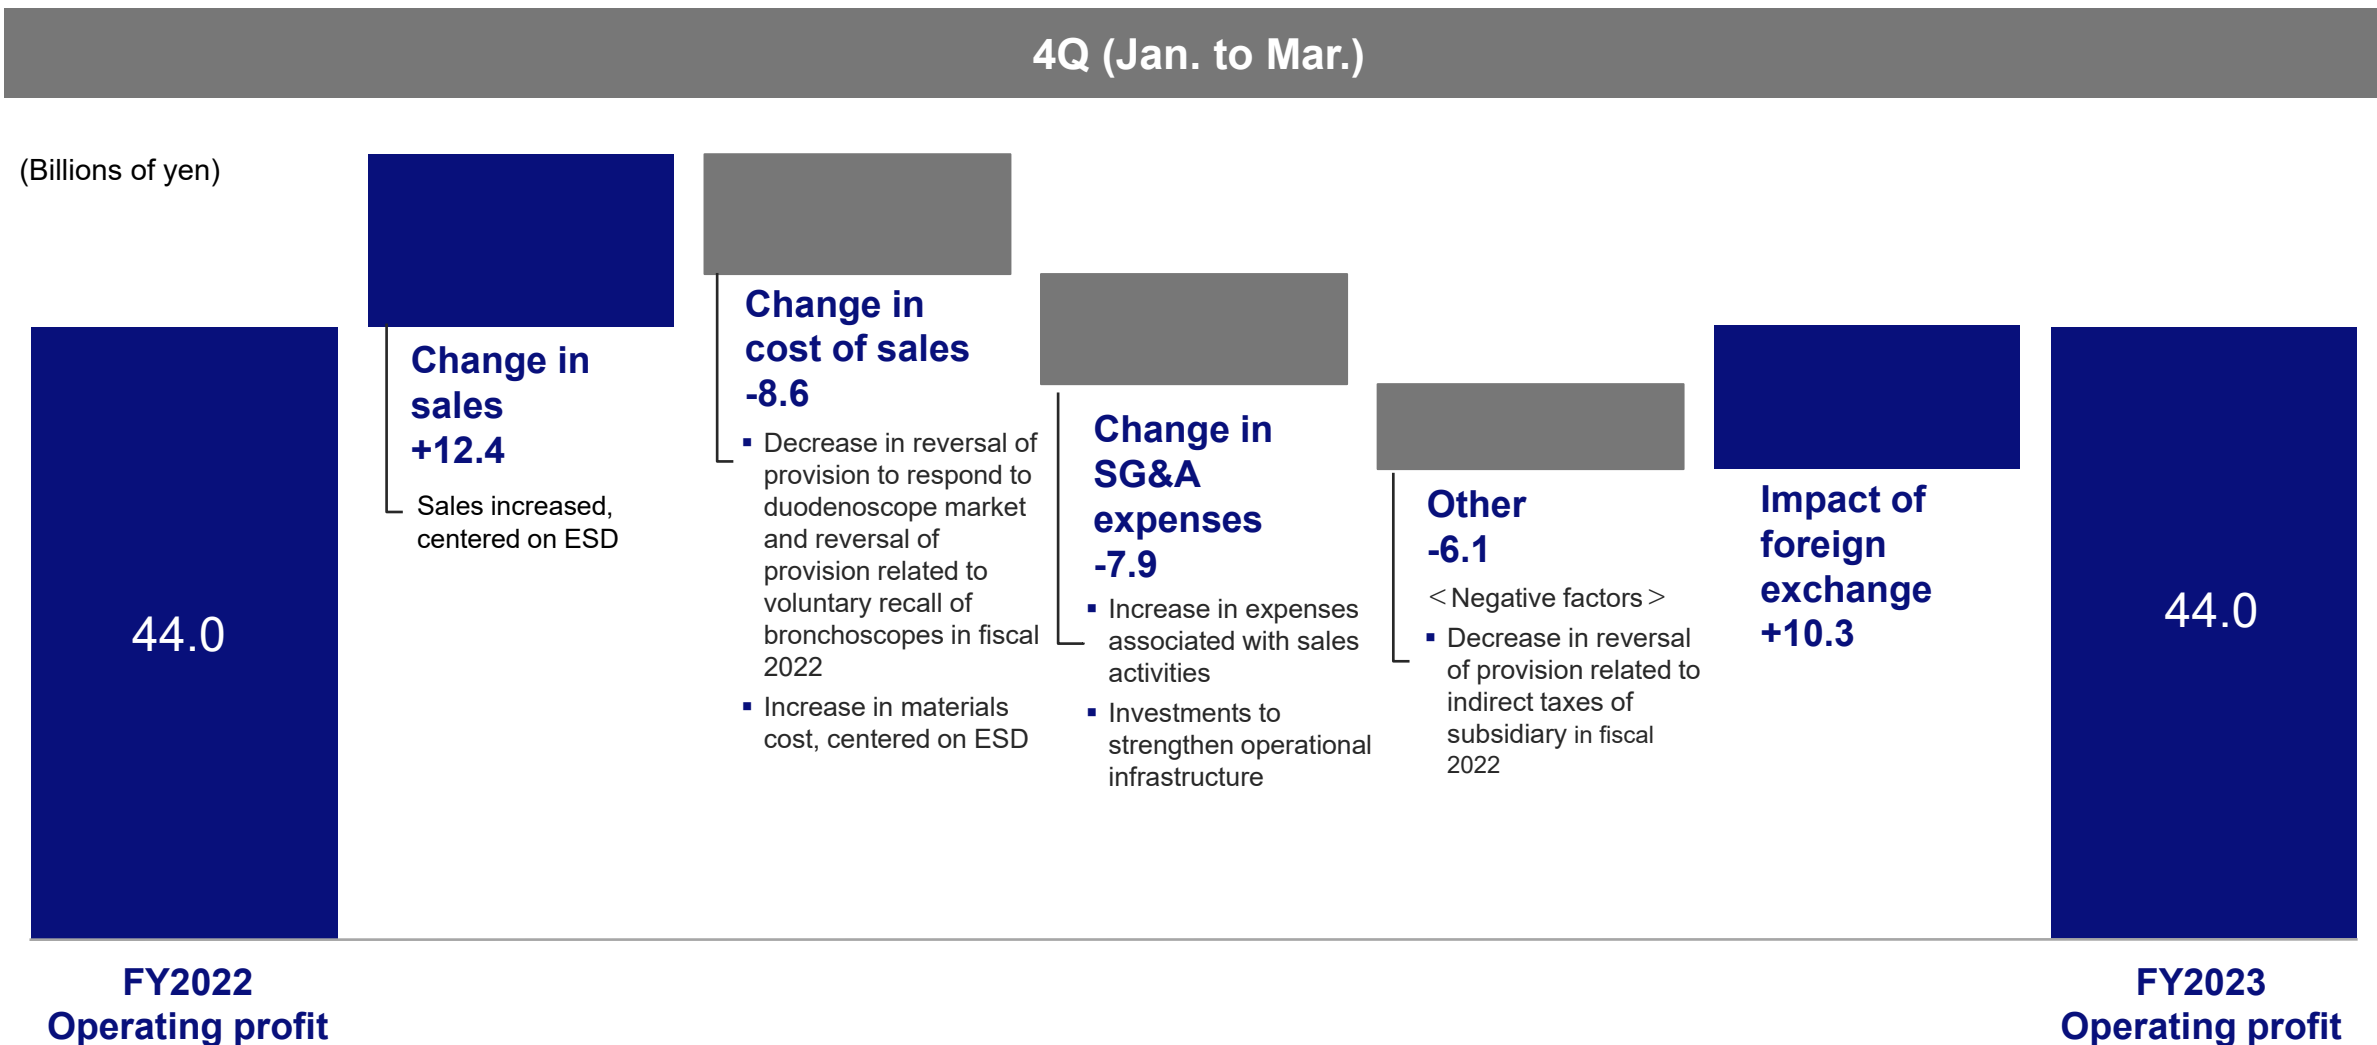 4Q (Jan. to Mar.)
(Billions of yen)
44.0
Change in
sales
+12.4
Sales increased,
centered on ESD
Change in
cost of sales
-8.6
▪ Decrease in reversal of
provision to respond to
duodenoscope market
and reversal of
provision related to
voluntary recall of
bronchoscopes in fiscal
2022
▪ Increase in materials
cost, centered on ESD
Change in
SG&A
expenses
-7.9
▪ Increase in expenses
associated with sales
activities
▪ Investments to
strengthen operational
infrastructure
Other
-6.1
<Negative factors>
▪ Decrease in reversal
of provision related to
indirect taxes of
subsidiary in fiscal
2022
Impact of
foreign
exchange
+10.3
44.0
FY2022
Operating profit
FY2023
Operating profit